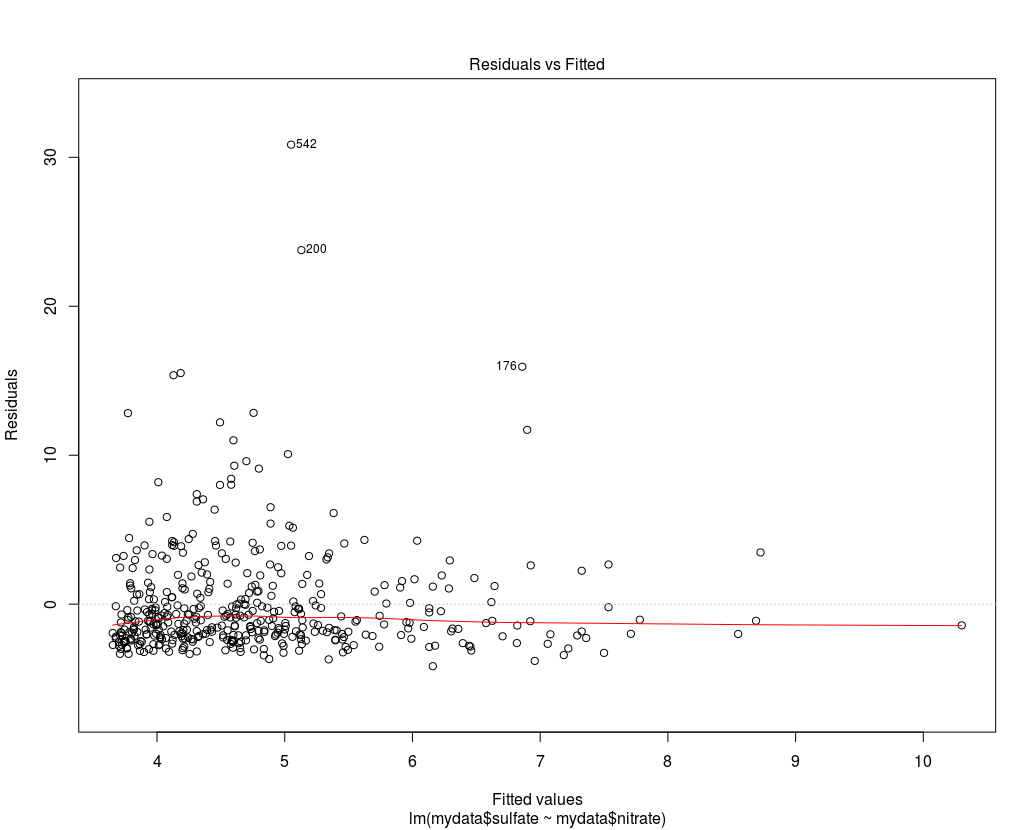 Residuals vs Fitted
542
200
176
30
20
10
0
Residuals
4 5 6 7 8 9 10
Fitted values
lm(mydata$sulfate ~ mydata$nitrate)